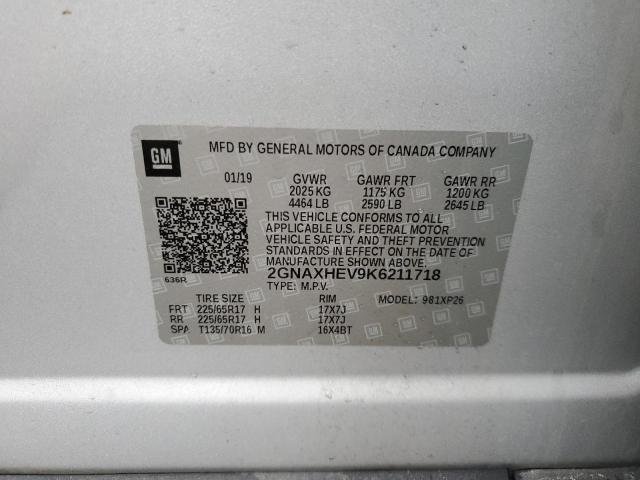 GM
MFD BY GENERAL MOTORS OF CANADA COMPANY
01/19 GVWR GAWR FRT GAWR RR
2025 KG 1175 KG 1200 KG
4464 LB 2590 LB 2645 LB
THIS VEHICLE CONFORMS TO ALL
APPLICABLE U.S. FEDERAL MOTOR
VEHICLE SAFETY AND THEFT PREVENTION
STANDARDS IN EFFECT ON THE DATE OF
MANUFACTURE SHOWN ABOVE.
2GNAXHEV9K6211718
636R
TYPE: M.P.V.
TIRE SIZE RIM MODEL: 981XP26
FRT 225/65R17 H 17X7J
RR 225/65R17 H 17X7J
SPA T135/70R16 M 16X4BT